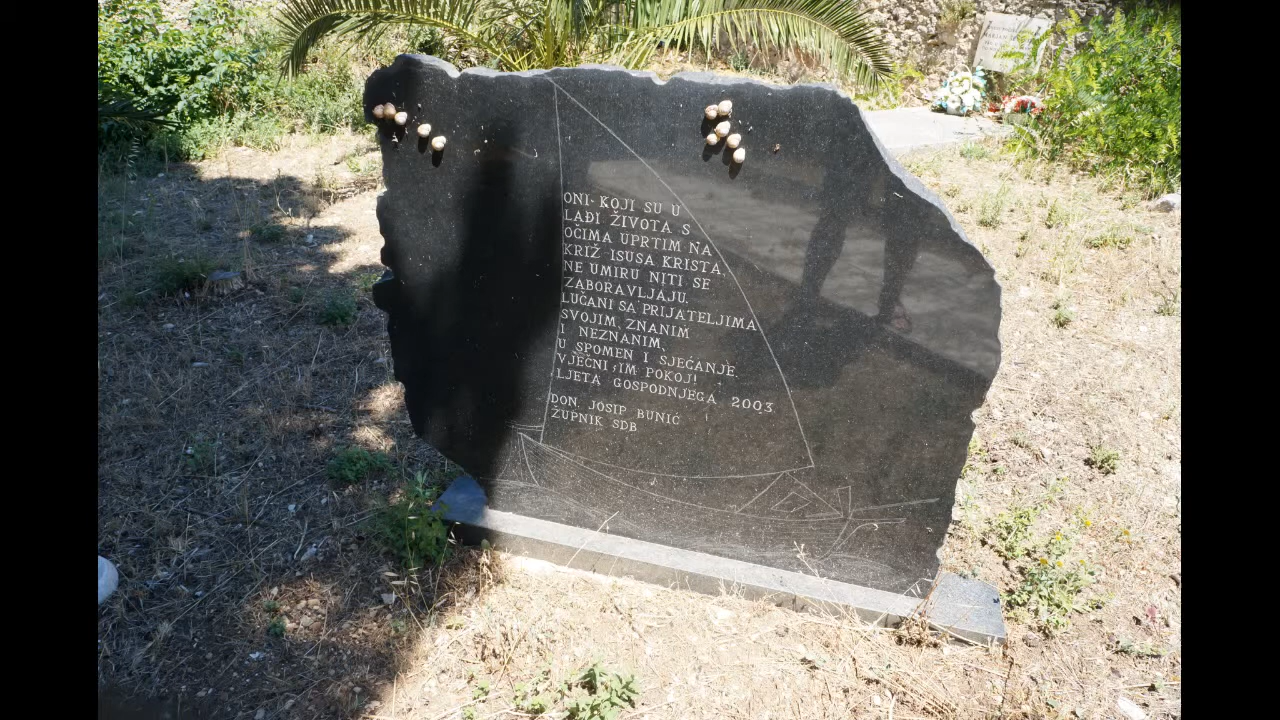 ONI KOJI SU U
LAĐI ŽIVOTA S
OČIMA UPRTIM NA
KRIŽ ISUSA KRISTA
NE UMIRU NITI SE
ZABORAVLJAJU.
LUČANI SA PRIJATELJIMA
SVOJIM, ZNANIM
I NEZNANIM,
U SPOMEN I SJEĆANJE
VJEČNI IM POKOJ!
LJETA GOSPODNJEGA 2003
DON JOSIP BUNIĆ
ŽUPNIK SDB